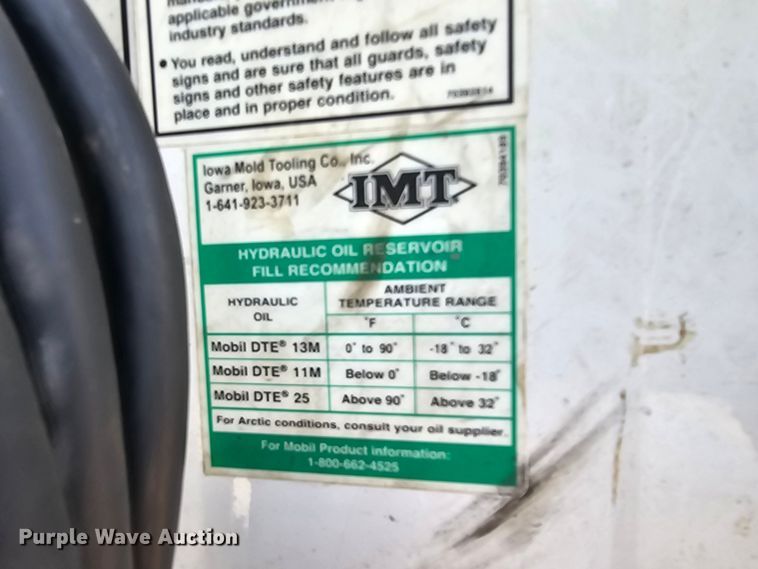 applicable
industry standards.
• You read, understand and follow all safety
signs and are sure that all guards, safety
signs and other safety features are in
place and in proper condition.
Iowa Mold Tooling Co., Inc.
Garner, Iowa, USA
1-641-923-3711
IMT
HYDRAULIC OIL RESERVOIR
FILL RECOMMENDATION
HYDRAULIC OIL
AMBIENT
TEMPERATURE RANGE
°F °C
Mobil DTE® 13M 0° to 90° -18° to 32°
Mobil DTE® 11M Below 0° Below -18°
Mobil DTE® 25 Above 90° Above 32°
For Arctic conditions, consult your oil supplier.
For Mobil Product information:
1-800-662-4525
Purple Wave Auction